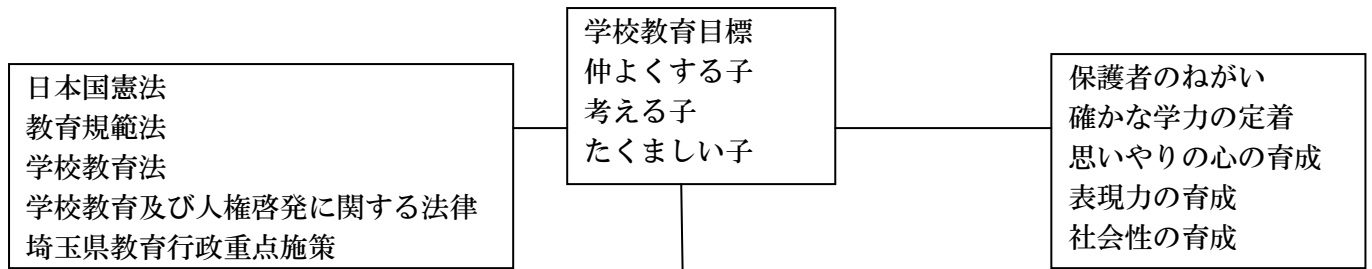 学校教育目標
仲よくする子
考える子
たくましい子
日本国憲法
教育規範法
学校教育法
学校教育及び人権啓発に関する法律
埼玉県教育行政重点施策
保護者のねがい
確かな学力の定着
思いやりの心の育成
表現力の育成
社会性の育成